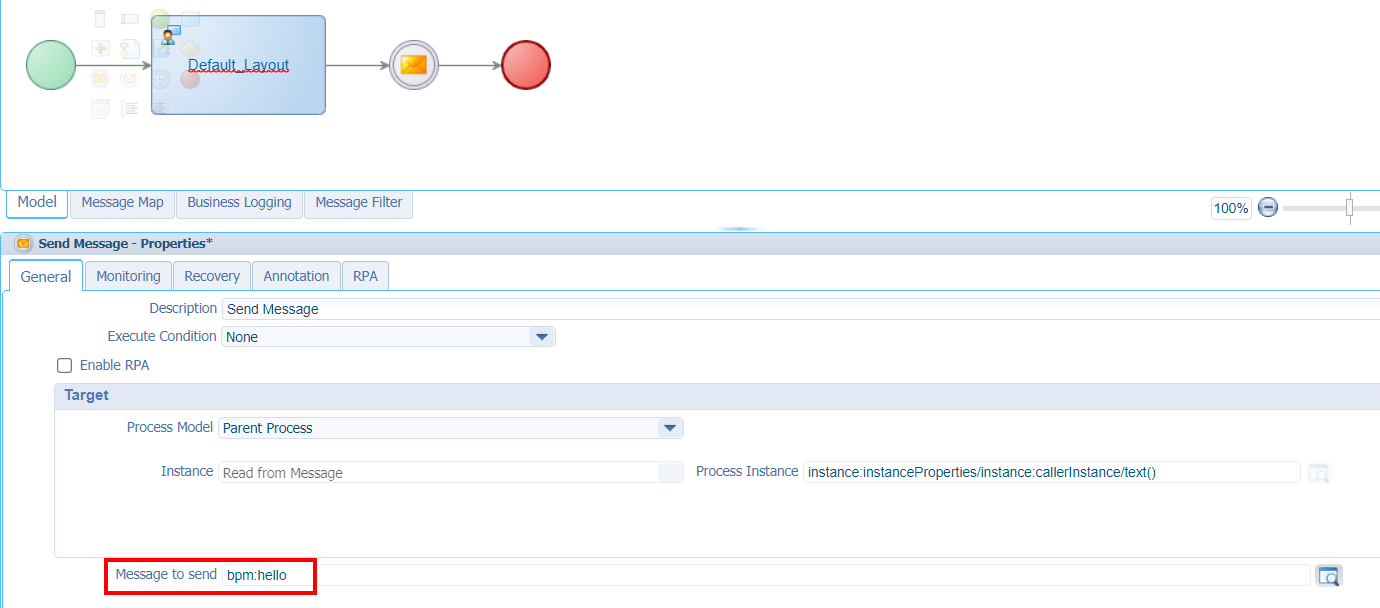 Default_Layout
Model Message Map Business Logging Message Filter
100%
Send Message - Properties*
General Monitoring Recovery Annotation RPA
Description Send Message
Execute Condition None
Enable RPA
Target
Process Model Parent Process
Instance Read from Message Process Instance instance:instanceProperties/instance:callerInstance/text()
Message to send bpm:hello